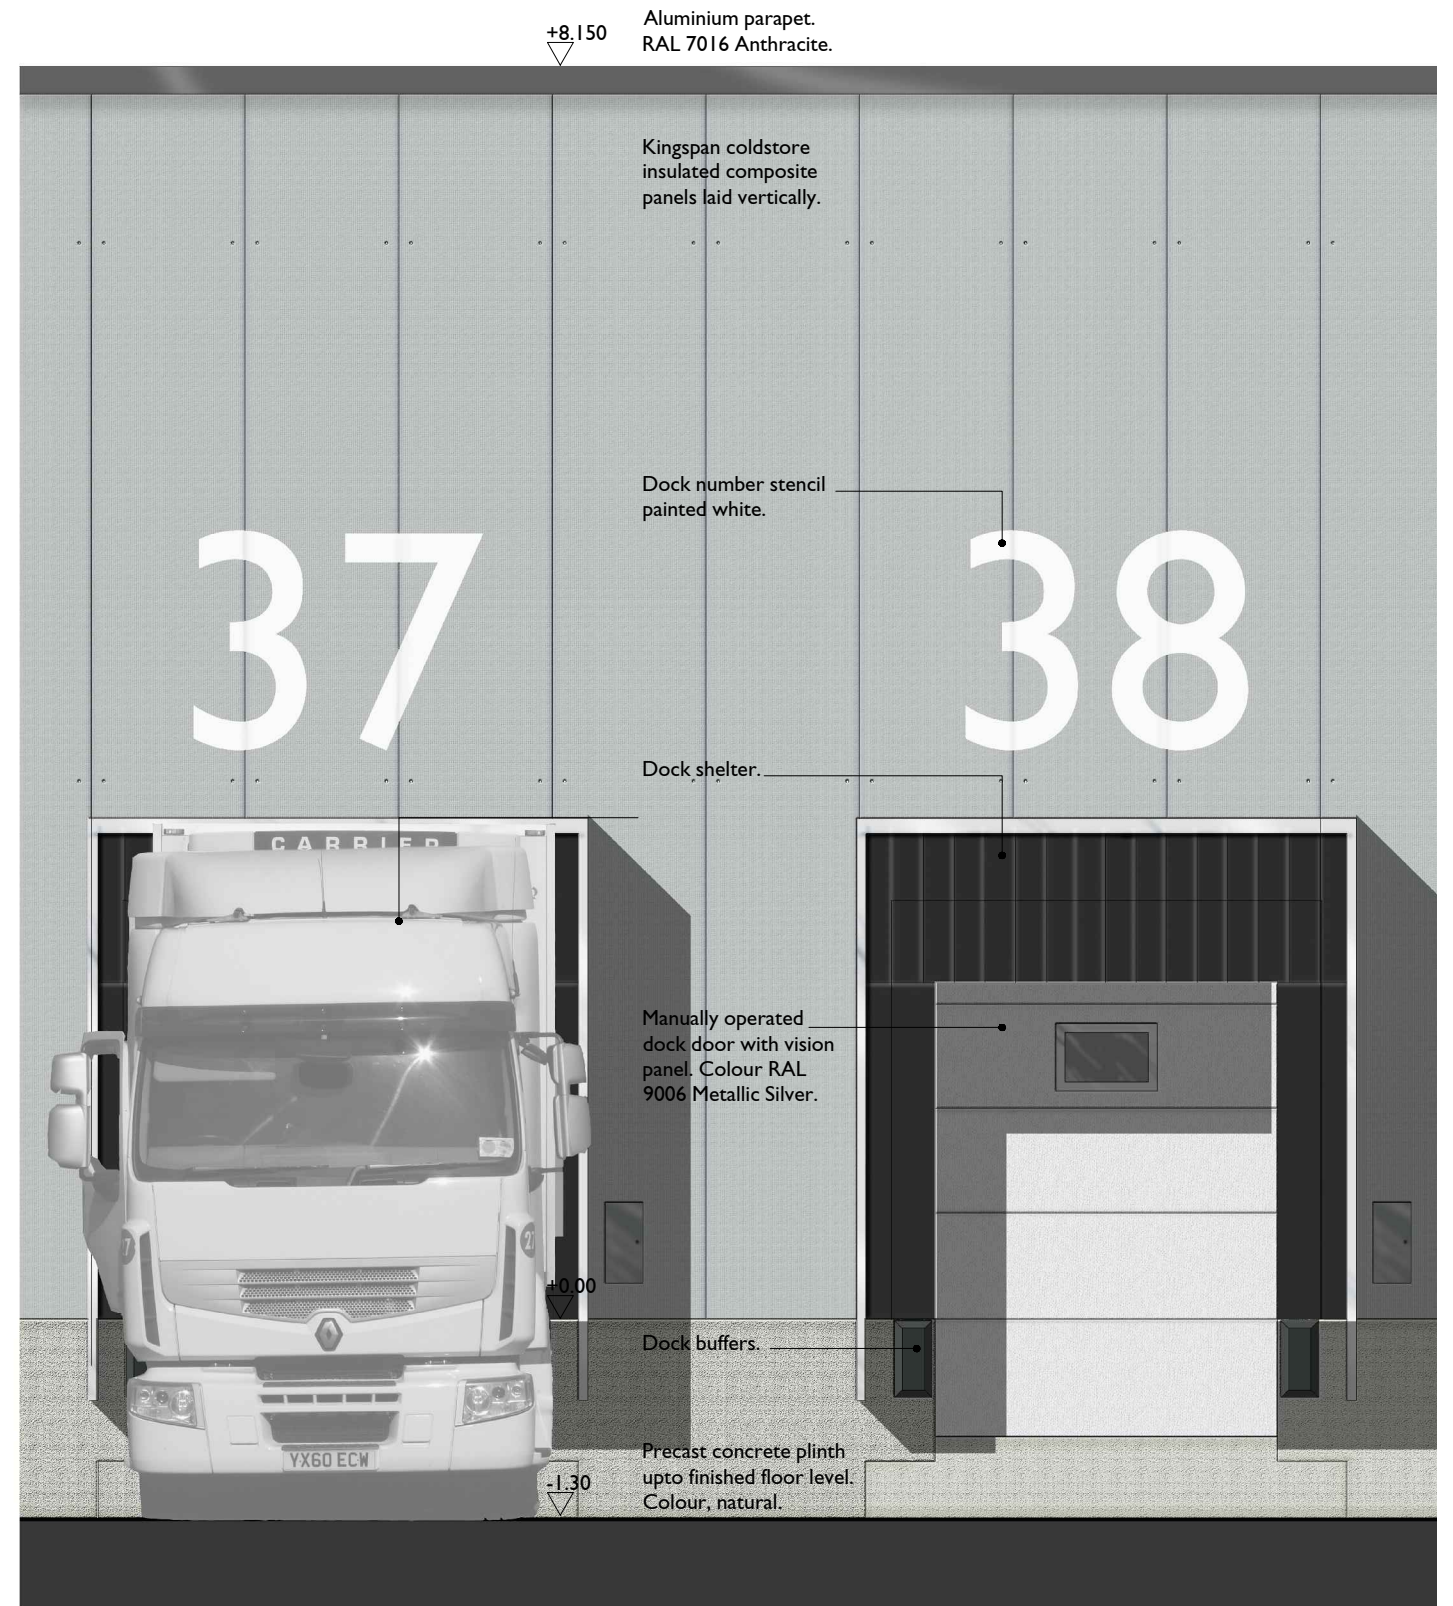 +8.150
Aluminium parapet.
RAL 7016 Anthracite.
Kingspan coldstore
insulated composite
panels laid vertically.
Dock number stencil
painted white.
37
38
Dock shelter.
CARRIER
Manually operated
dock door with vision
panel. Colour RAL
9006 Metallic Silver.
27
+0.00
Dock buffers.
YX60 ECW
Precast concrete plinth
upto finished floor level.
Colour, natural.
-1.30